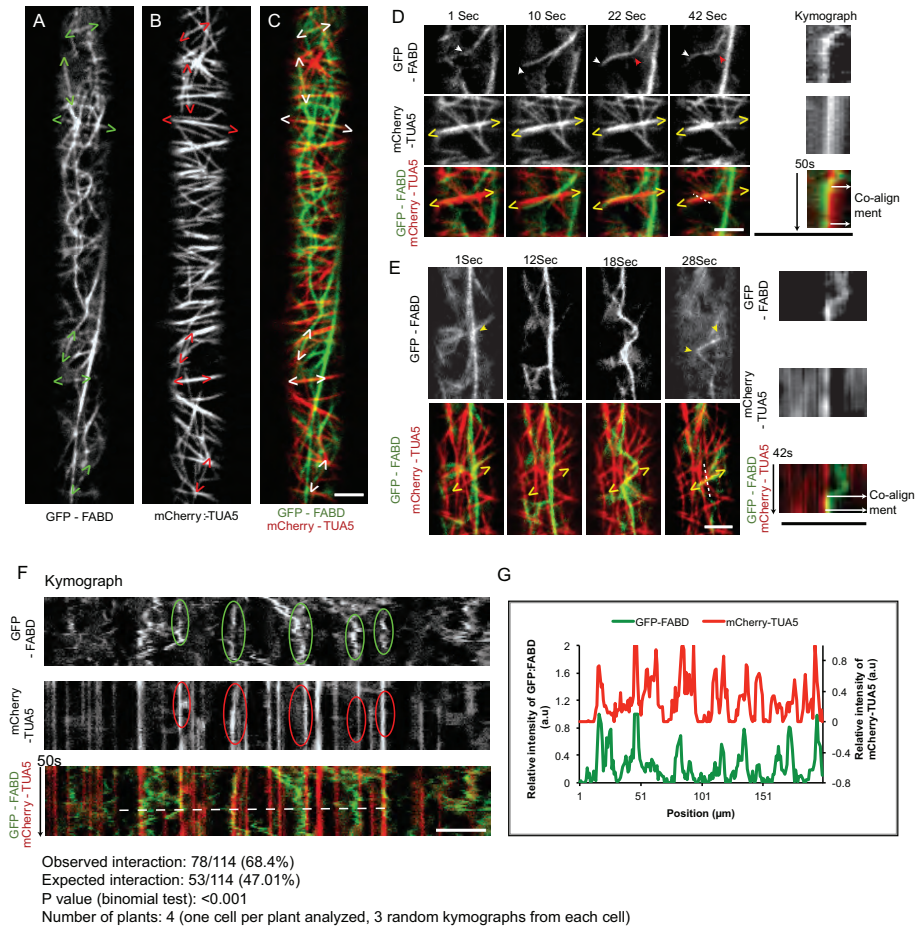 A
B
C
GFP - FABD
mCherry:-TUA5
GFP - FABD
mCherry - TUA5
D
1 Sec
10 Sec
22 Sec
42 Sec
Kymograph
GFP
- FABD
mCherry
-TUA5
GFP - FABD
mCherry - TUA5
50s
Co-align
ment
E
1Sec
12Sec
18Sec
28Sec
GFP - FABD
GFP - FABD
mCherry - TUA5
GFP
- FABD
mCherry
- TUA5
GFP - FABD
mCherry - TUA5
42s
Co-align
ment
F
Kymograph
GFP
- FABD
mCherry
-TUA5
GFP - FABD
mCherry - TUA5
50s
Observed interaction: 78/114 (68.4%)
Expected interaction: 53/114 (47.01%)
P value (binomial test): <0.001
Number of plants: 4 (one cell per plant analyzed, 3 random kymographs from each cell)
G
GFP-FABD
mCherry-TUA5
Relative intensity of GFP:FABD
(a.u)
2
1.6
1.2
0.8
0.4
0
0.8
0.4
0
-0.4
-0.8
Relative intensity of
mCherry-TUA5 (a.u)
1
51
101
151
Position (µm)